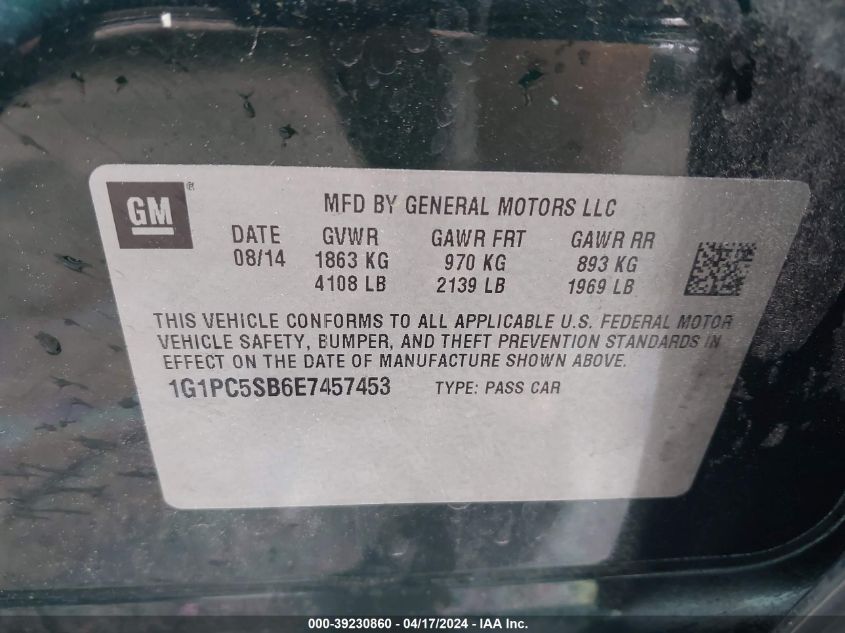 GM ®
MFD BY GENERAL MOTORS LLC
DATE GVWR GAWR FRT GAWR RR
08/14 1863 KG 970 KG 893 KG
4108 LB 2139 LB 1969 LB
THIS VEHICLE CONFORMS TO ALL APPLICABLE U.S. FEDERAL MOTOR
VEHICLE SAFETY, BUMPER, AND THEFT PREVENTION STANDARDS IN
EFFECT ON THE DATE OF MANUFACTURE SHOWN ABOVE.
1G1PC5SB6E7457453 TYPE: PASS CAR
000-39230860 - 04/17/2024 - IAA Inc.